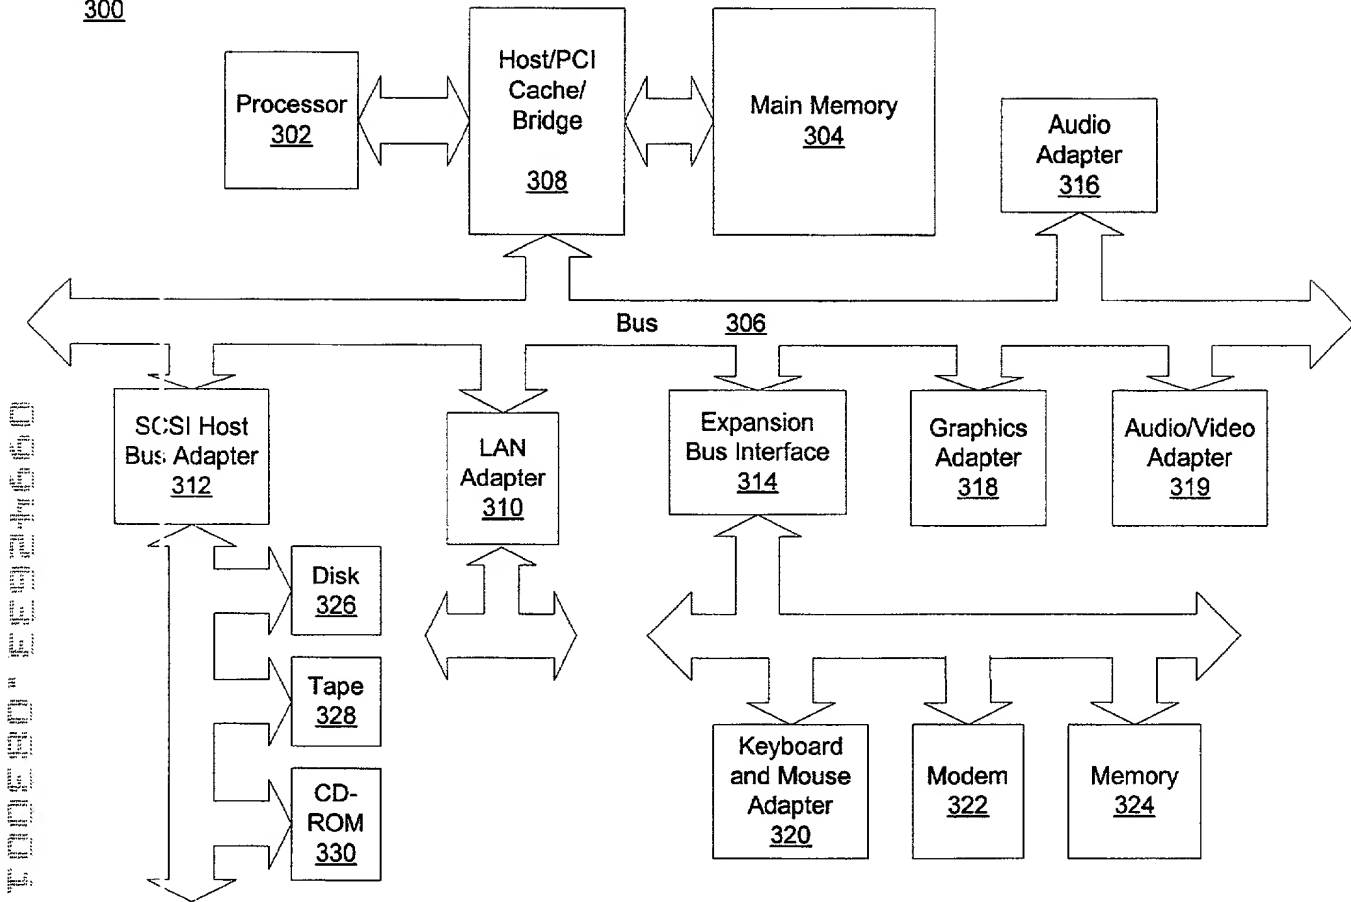 300
Processor
302
Host/PCI
Cache/
Bridge
308
Main Memory
304
Audio
Adapter
316
Bus 306
SCSI Host
Bus Adapter
312
LAN
Adapter
310
Expansion
Bus Interface
314
Graphics
Adapter
318
Audio/Video
Adapter
319
Disk
326
Tape
328
CD-
ROM
330
Keyboard
and Mouse
Adapter
320
Modem
322
Memory
324